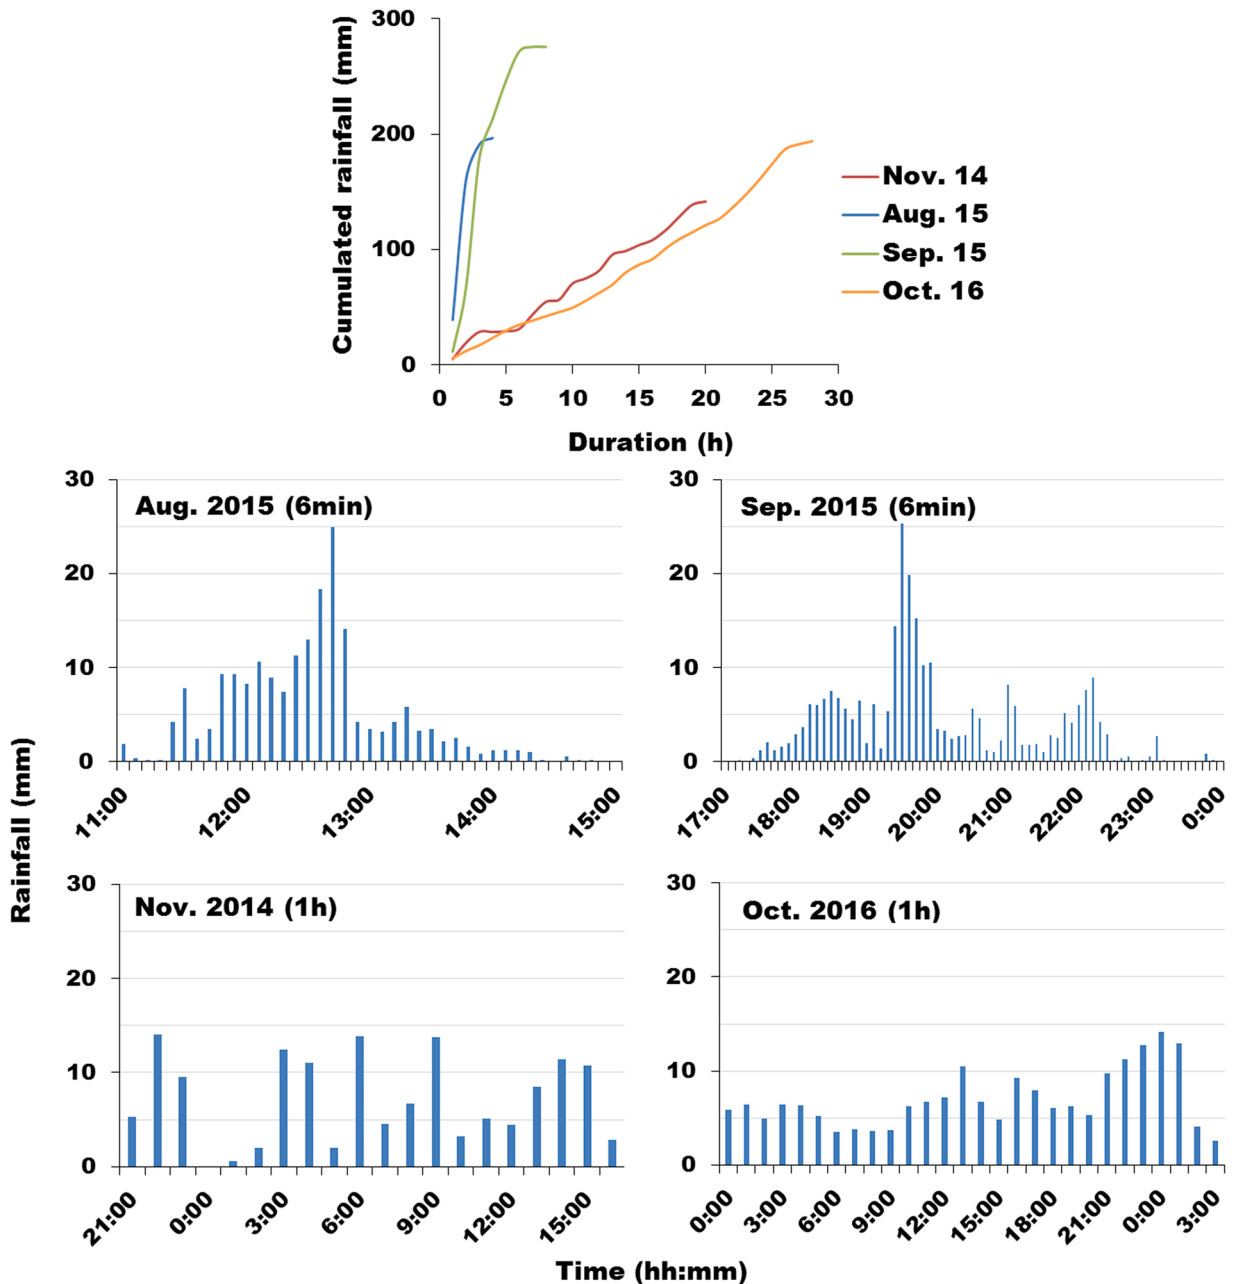 300
200
100
0
Cumulated rainfall (mm)
0 5 10 15 20 25 30
Duration (h)
Nov. 14
Aug. 15
Sep. 15
Oct. 16
Rainfall (mm)
Aug. 2015 (6min)
30
20
10
0
11:00 12:00 13:00 14:00 15:00
Sep. 2015 (6min)
30
20
10
0
17:00 18:00 19:00 20:00 21:00 22:00 23:00 0:00
Nov. 2014 (1h)
30
20
10
0
21:00 0:00 3:00 6:00 9:00 12:00 15:00
Oct. 2016 (1h)
30
20
10
0
0:00 3:00 6:00 9:00 12:00 15:00 18:00 21:00 0:00 3:00
Time (hh:mm)